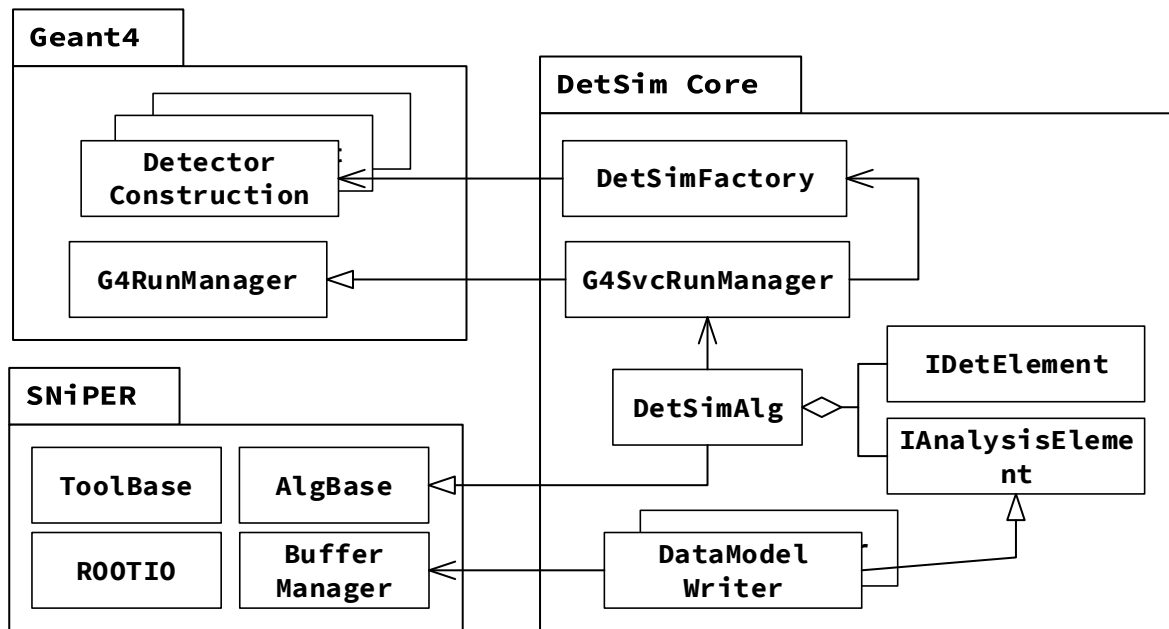 Geant4
Detector
Construction
G4RunManager
SNiPER
ToolBase
AlgBase
ROOTIO
Buffer
Manager
DetSim Core
DetSimFactory
G4SvcRunManager
DetSimAlg
IDetElement
IAnalysisEleme
nt
DataModel
Writer